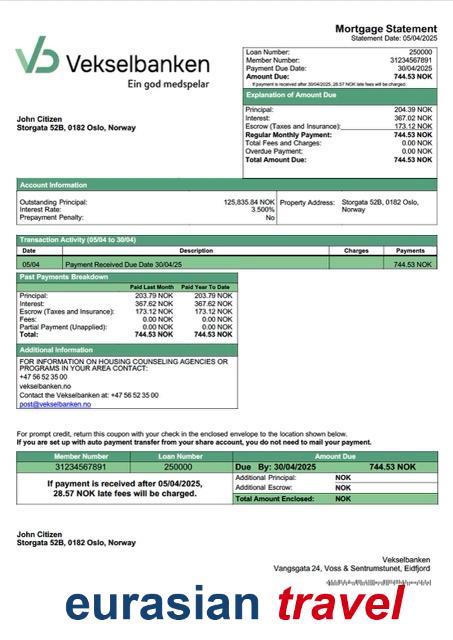 Mortgage Statement
Statement Date: 05/04/2025
Vekselbanken
Ein god medspelar
Loan Number: 250000
Member Number: 31234567891
Payment Due Date: 30/04/2025
Amount Due: 744.53 NOK
If payment is received after 30/04/2025, 28.57 NOK late fees will be charged.
Explanation of Amount Due
Principal: 204.39 NOK
Interest: 367.02 NOK
Escrow (Taxes and Insurance): 173.12 NOK
Regular Monthly Payment: 744.53 NOK
Total Fees and Charges: 0.00 NOK
Overdue Payment: 0.00 NOK
Total Amount Due: 744.53 NOK
John Citizen
Storgata 52B, 0182 Oslo, Norway
Account Information
Outstanding Principal: 125,835.84 NOK
Interest Rate: 3.500%
Prepayment Penalty: No
Property Address: Storgata 52B, 0182 Oslo,
Norway
Transaction Activity (05/04 to 30/04)
Date Description Charges Payments
05/04 Payment Received Due Date 30/04/25 744.53 NOK
Past Payments Breakdown
Paid Last Month Paid Year To Date
Principal: 203.79 NOK 203.79 NOK
Interest: 367.62 NOK 367.62 NOK
Escrow (Taxes and Insurance): 173.12 NOK 173.12 NOK
Fees: 0.00 NOK 0.00 NOK
Partial Payment (Unapplied): 0.00 NOK 0.00 NOK
Total: 744.53 NOK 744.53 NOK
Additional Information
FOR INFORMATION ON HOUSING COUNSELING AGENCIES OR
PROGRAMS IN YOUR AREA CONTACT:
+47 56 52 35 00
vekselbanken.no
Contact the Vekselbanken at: +47 56 52 35 00
post@vekselbanken.no
For prompt credit, return this coupon with your check in the enclosed envelope to the location shown below.
If you are set up with auto payment transfer from your share account, you do not need to mail your payment.
Member Number Loan Number Amount Due
31234567891 250000 Due By: 30/04/2025 744.53 NOK
If payment is received after 05/04/2025,
28.57 NOK late fees will be charged.
Additional Principal: NOK
Additional Escrow: NOK
Total Amount Enclosed: NOK
John Citizen
Storgata 52B, 0182 Oslo, Norway
Vekselbanken
Vangsgata 24, Voss & Sentrumstunet, Eidfjord
eurasian travel